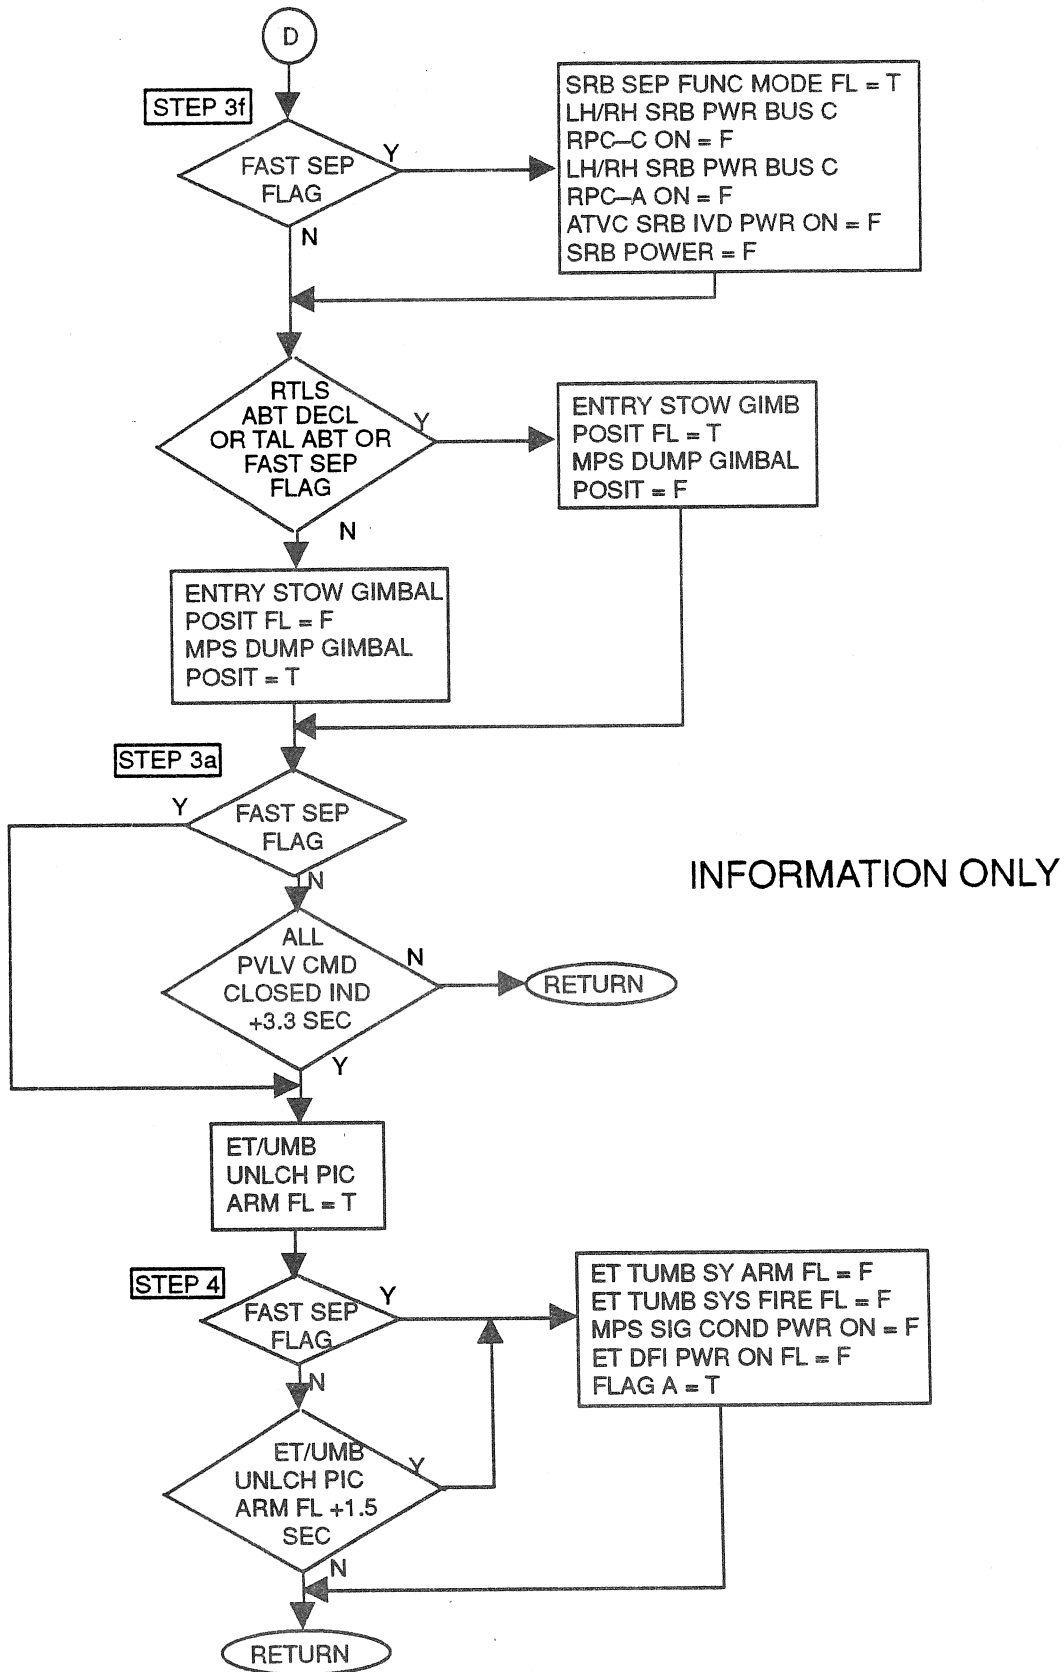 D
STEP 3f
FAST SEP
FLAG
Y
N
SRB SEP FUNC MODE FL = T
LH/RH SRB PWR BUS C
RPC–C ON = F
LH/RH SRB PWR BUS C
RPC–A ON = F
ATVC SRB IVD PWR ON = F
SRB POWER = F
RTLS
ABT DECL
OR TAL ABT OR
FAST SEP
FLAG
Y
N
ENTRY STOW GIMB
POSIT FL = T
MPS DUMP GIMBAL
POSIT = F
ENTRY STOW GIMBAL
POSIT FL = F
MPS DUMP GIMBAL
POSIT = T
STEP 3a
Y
FAST SEP
FLAG
N
INFORMATION ONLY
ALL
PVLV CMD
CLOSED IND
+3.3 SEC
N
RETURN
Y
ET/UMB
UNLCH PIC
ARM FL = T
STEP 4
FAST SEP
FLAG
Y
N
ET TUMB SY ARM FL = F
ET TUMB SYS FIRE FL = F
MPS SIG COND PWR ON = F
ET DFI PWR ON FL = F
FLAG A = T
ET/UMB
UNLCH PIC
ARM FL +1.5
SEC
Y
N
RETURN